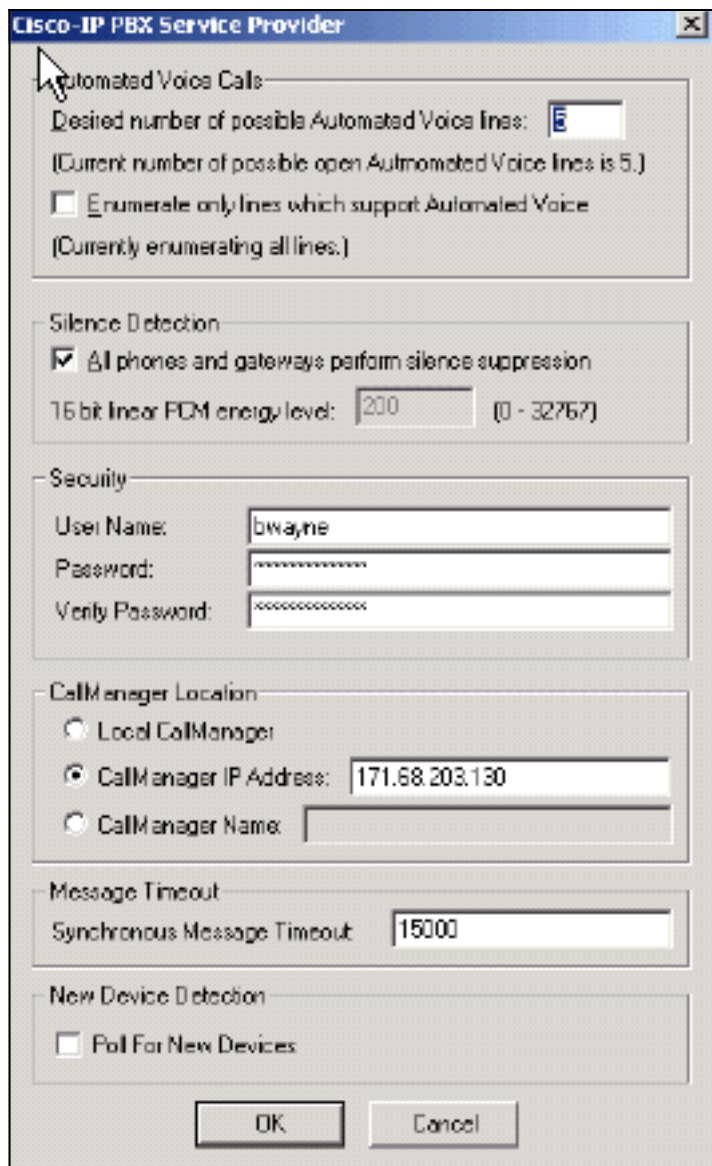 Cisco-IP PBX Service Provider
Automated Voice Calls
Desired number of possible Automated Voice lines: 5
(Current number of possible open Autmomated Voice lines is 5.)
Enumerate only lines which support Automated Voice
(Currently enumerating all lines.)
Silence Detection
All phones and gateways perform silence suppression
16 bit linear PCM energy level: 200 (0 - 32767)
Security
User Name: bwayne
Password: **************
Verify Password: **************
CallManager Location
Local CallManager
CallManager IP Address: 171.68.203.130
CallManager Name:
Message Timeout
Synchronous Message Timeout: 15000
New Device Detection
Poll For New Devices
OK Cancel